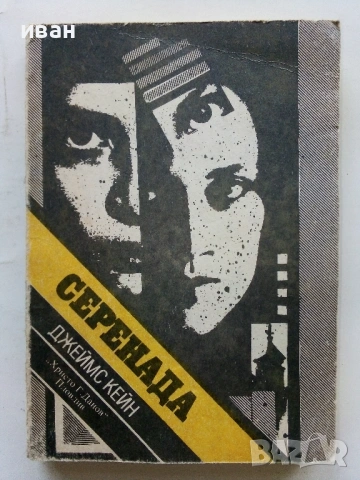 иван
СЕРЕНАДА
ДЖЕЙМС КЕЙН
„Христо Г. Данов“
Пловдив
BAZAR